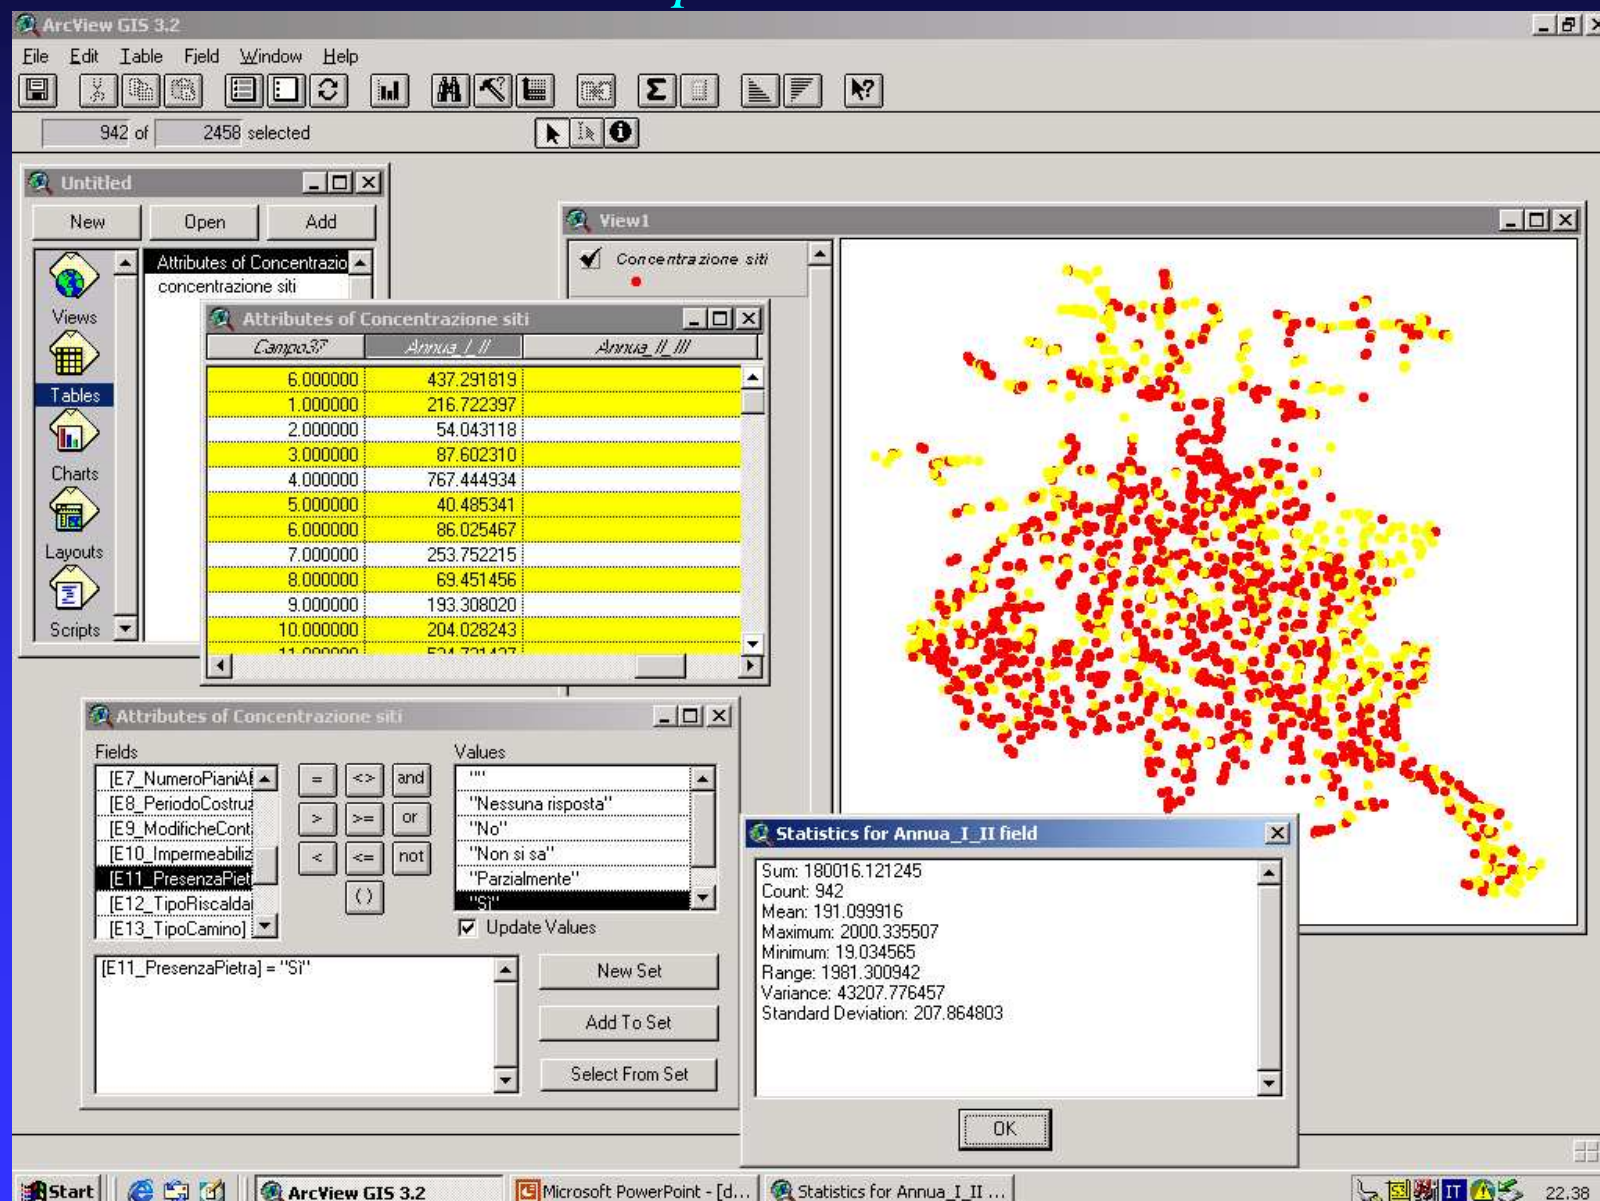 ArcView GIS 3.2
File Edit Table Field Window Help
942 of 2458 selected
Untitled
New Open Add
Views
Tables
Charts
Layouts
Scripts
Attributes of Concentrazio
concentrazione siti
View1
Concentrazione siti
Attributes of Concentrazione siti
Campo37 Annua_I_II Annua_II_III
6.000000 437.291819
1.000000 216.722397
2.000000 54.043118
3.000000 87.602310
4.000000 767.444934
5.000000 40.485341
6.000000 86.025467
7.000000 253.752215
8.000000 69.451456
9.000000 193.308020
10.000000 204.028243
11.000000 534.731437
Attributes of Concentrazione siti
Fields
[E7_NumeroPianiAl
[E8_PeriodoCostruz
[E9_ModificheCont
[E10_Impermeabiliz
[E11_PresenzaPiet
[E12_TipoRiscaldai
[E13_TipoCamino]
= <> and
> >= or
< <= not
()
Values
""
"Nessuna risposta"
"No"
"Non si sa"
"Parzialmente"
"Sì"
Update Values
[E11_PresenzaPietra] = "Sì"
New Set
Add To Set
Select From Set
Statistics for Annua_I_II field
Sum: 180016.121245
Count: 942
Mean: 191.099916
Maximum: 2000.335507
Minimum: 19.034565
Range: 1981.300942
Variance: 43207.776457
Standard Deviation: 207.864803
OK
Start ArcView GIS 3.2 Microsoft PowerPoint - [d... Statistics for Annua_I_II ... IT 22.38